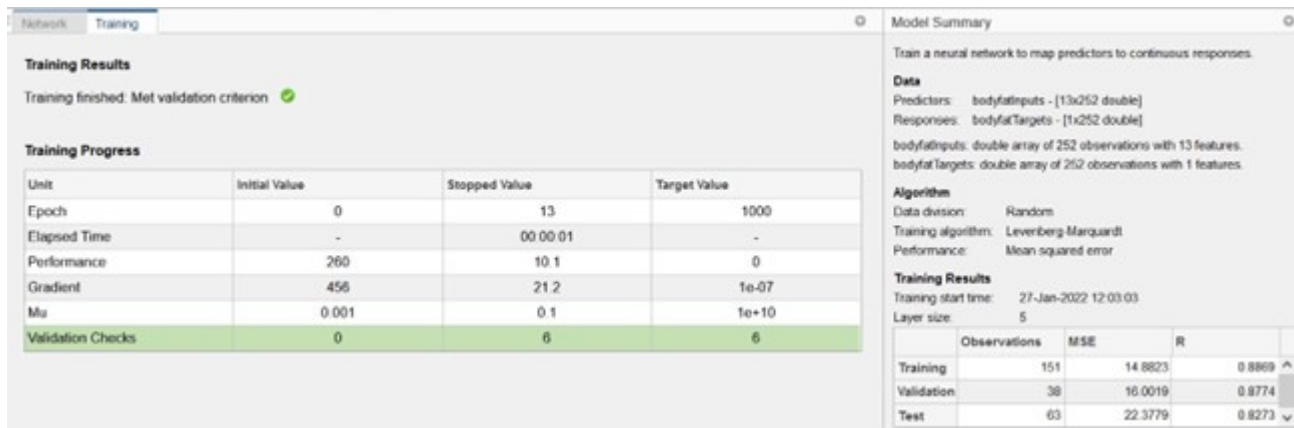 Network Training
Training Results
Training finished: Met validation criterion
Training Progress
Unit Initial Value Stopped Value Target Value
Epoch 0 13 1000
Elapsed Time - 00:00:01 -
Performance 260 10.1 0
Gradient 456 21.2 1e-07
Mu 0.001 0.1 1e+10
Validation Checks 0 6 6
Model Summary
Train a neural network to map predictors to continuous responses.
Data
Predictors: bodyfatInputs - [13x252 double]
Responses: bodyfatTargets - [1x252 double]
bodyfatInputs: double array of 252 observations with 13 features.
bodyfatTargets: double array of 252 observations with 1 features.
Algorithm
Data division: Random
Training algorithm: Levenberg-Marquardt
Performance: Mean squared error
Training Results
Training start time: 27-Jan-2022 12:03:03
Layer size: 5
Observations MSE R
Training 151 14.8823 0.8869
Validation 38 16.0019 0.8774
Test 63 22.3779 0.8273